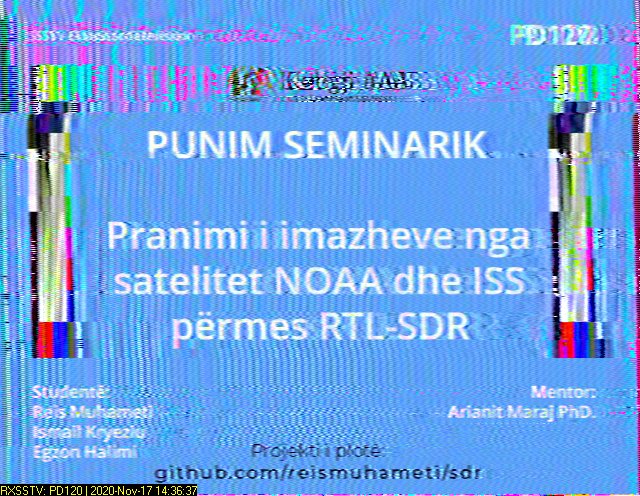 PD120
PUNIM SEMINARIK
Pranimi i imazheve nga
satelitet NOAA dhe ISS
përmes RTL-SDR
Studentë:
Reis Muhameti
Ismail Kryeziu
Egzon Halimi
Mentor:
Arianit Maraj PhD.
Projekti i plotë:
github.com/reismuhameti/sdr
RXSSTV: PD120 | 2020-Nov-17 14:36:37